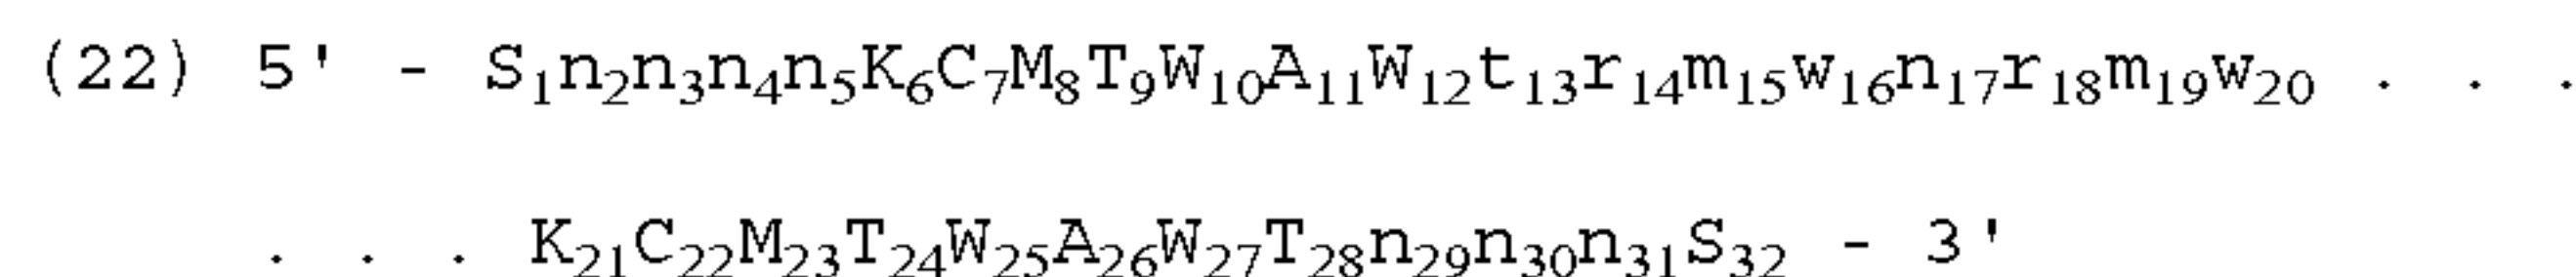 (22) 5' - S₁n₂n₃n₄n₅K₆C₇M₈T₉W₁₀A₁₁W₁₂t₁₃r₁₄m₁₅w₁₆n₁₇r₁₈m₁₉w₂₀ . . .
. . . K₂₁C₂₂M₂₃T₂₄W₂₅A₂₆W₂₇T₂₈n₂₉n₃₀n₃₁S₃₂ - 3'